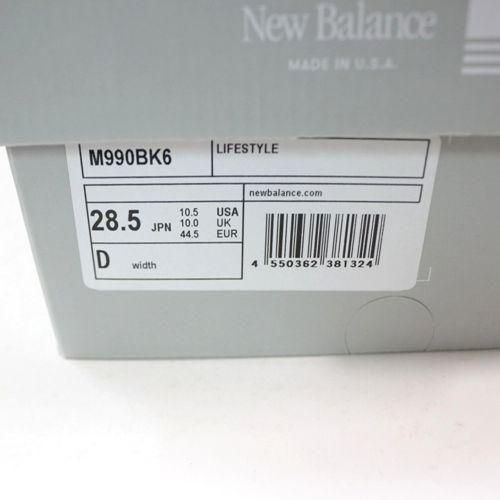 New Balance
MADE IN U.S.A.
M990BK6
LIFESTYLE
newbalance.com
28.5 JPN
10.5 USA
10.0 UK
44.5 EUR
D width
4 550362 381324